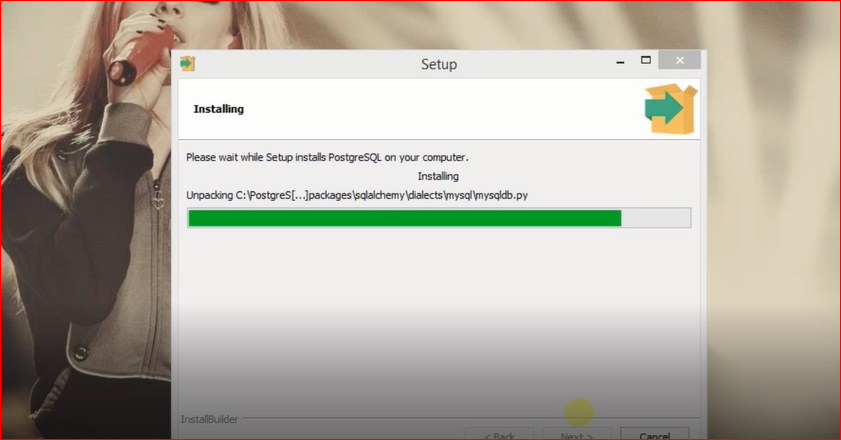 Setup
Installing
Please wait while Setup installs PostgreSQL on your computer.
Installing
Unpacking C:\PostgreS[...]packages\sqlalchemy\dialects\mysql\mysqldb.py
InstallBuilder
< Back
Next >
Cancel